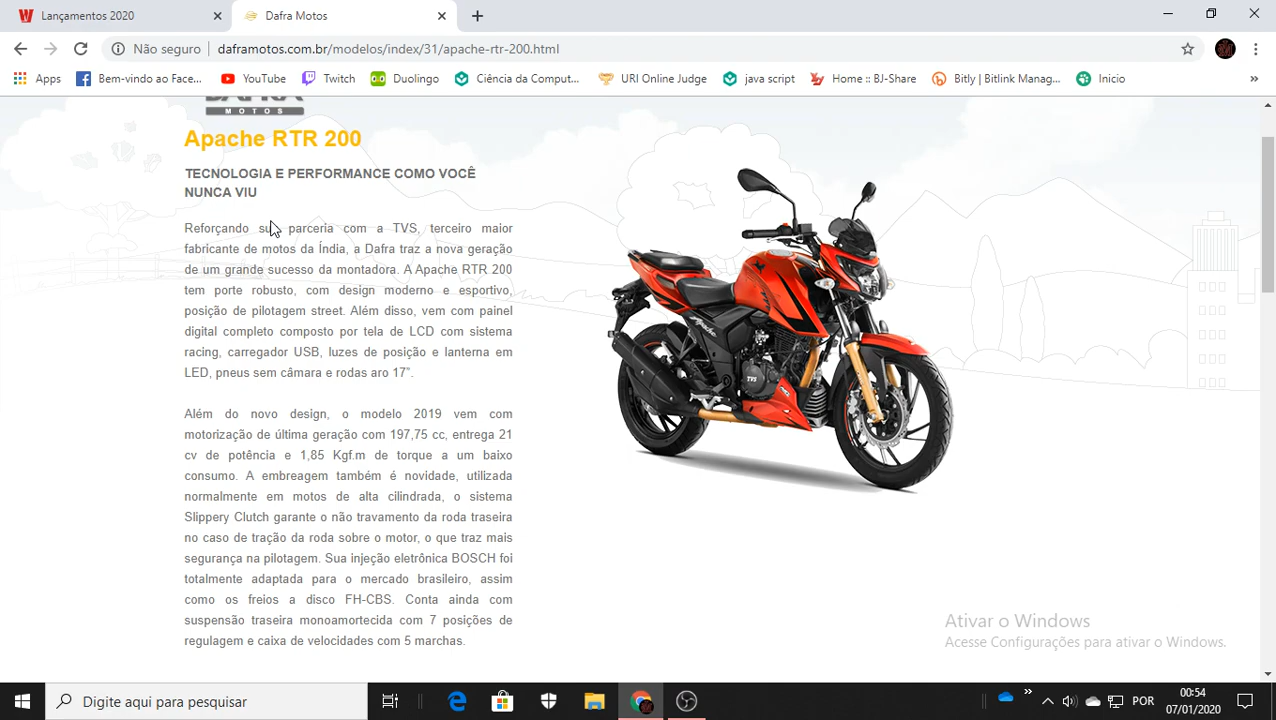 Lançamentos 2020
Dafra Motos
Não seguro
daframotos.com.br/modelos/index/31/apache-rtr-200.html
Apps
Bem-vindo ao Face...
YouTube
Twitch
Duolingo
Ciência da Comput...
URI Online Judge
java script
Home :: BJ-Share
Bitly | Bitlink Manag...
Início
DAFRA
MOTOS
Apache RTR 200
TECNOLOGIA E PERFORMANCE COMO VOCÊ
NUNCA VIU
Reforçando sua parceria com a TVS, terceiro maior
fabricante de motos da Índia, a Dafra traz a nova geração
de um grande sucesso da montadora. A Apache RTR 200
tem porte robusto, com design moderno e esportivo,
posição de pilotagem street. Além disso, vem com painel
digital completo composto por tela de LCD com sistema
racing, carregador USB, luzes de posição e lanterna em
LED, pneus sem câmara e rodas aro 17”.
Além do novo design, o modelo 2019 vem com
motorização de última geração com 197,75 cc, entrega 21
cv de potência e 1,85 Kgf.m de torque a um baixo
consumo. A embreagem também é novidade, utilizada
normalmente em motos de alta cilindrada, o sistema
Slippery Clutch garante o não travamento da roda traseira
no caso de tração da roda sobre o motor, o que traz mais
segurança na pilotagem. Sua injeção eletrônica BOSCH foi
totalmente adaptada para o mercado brasileiro, assim
como os freios a disco FH-CBS. Conta ainda com
suspensão traseira monoamortecida com 7 posições de
regulagem e caixa de velocidades com 5 marchas.
apache
TVS
Ativar o Windows
Acesse Configurações para ativar o Windows.
Digite aqui para pesquisar
POR
00:54
07/01/2020